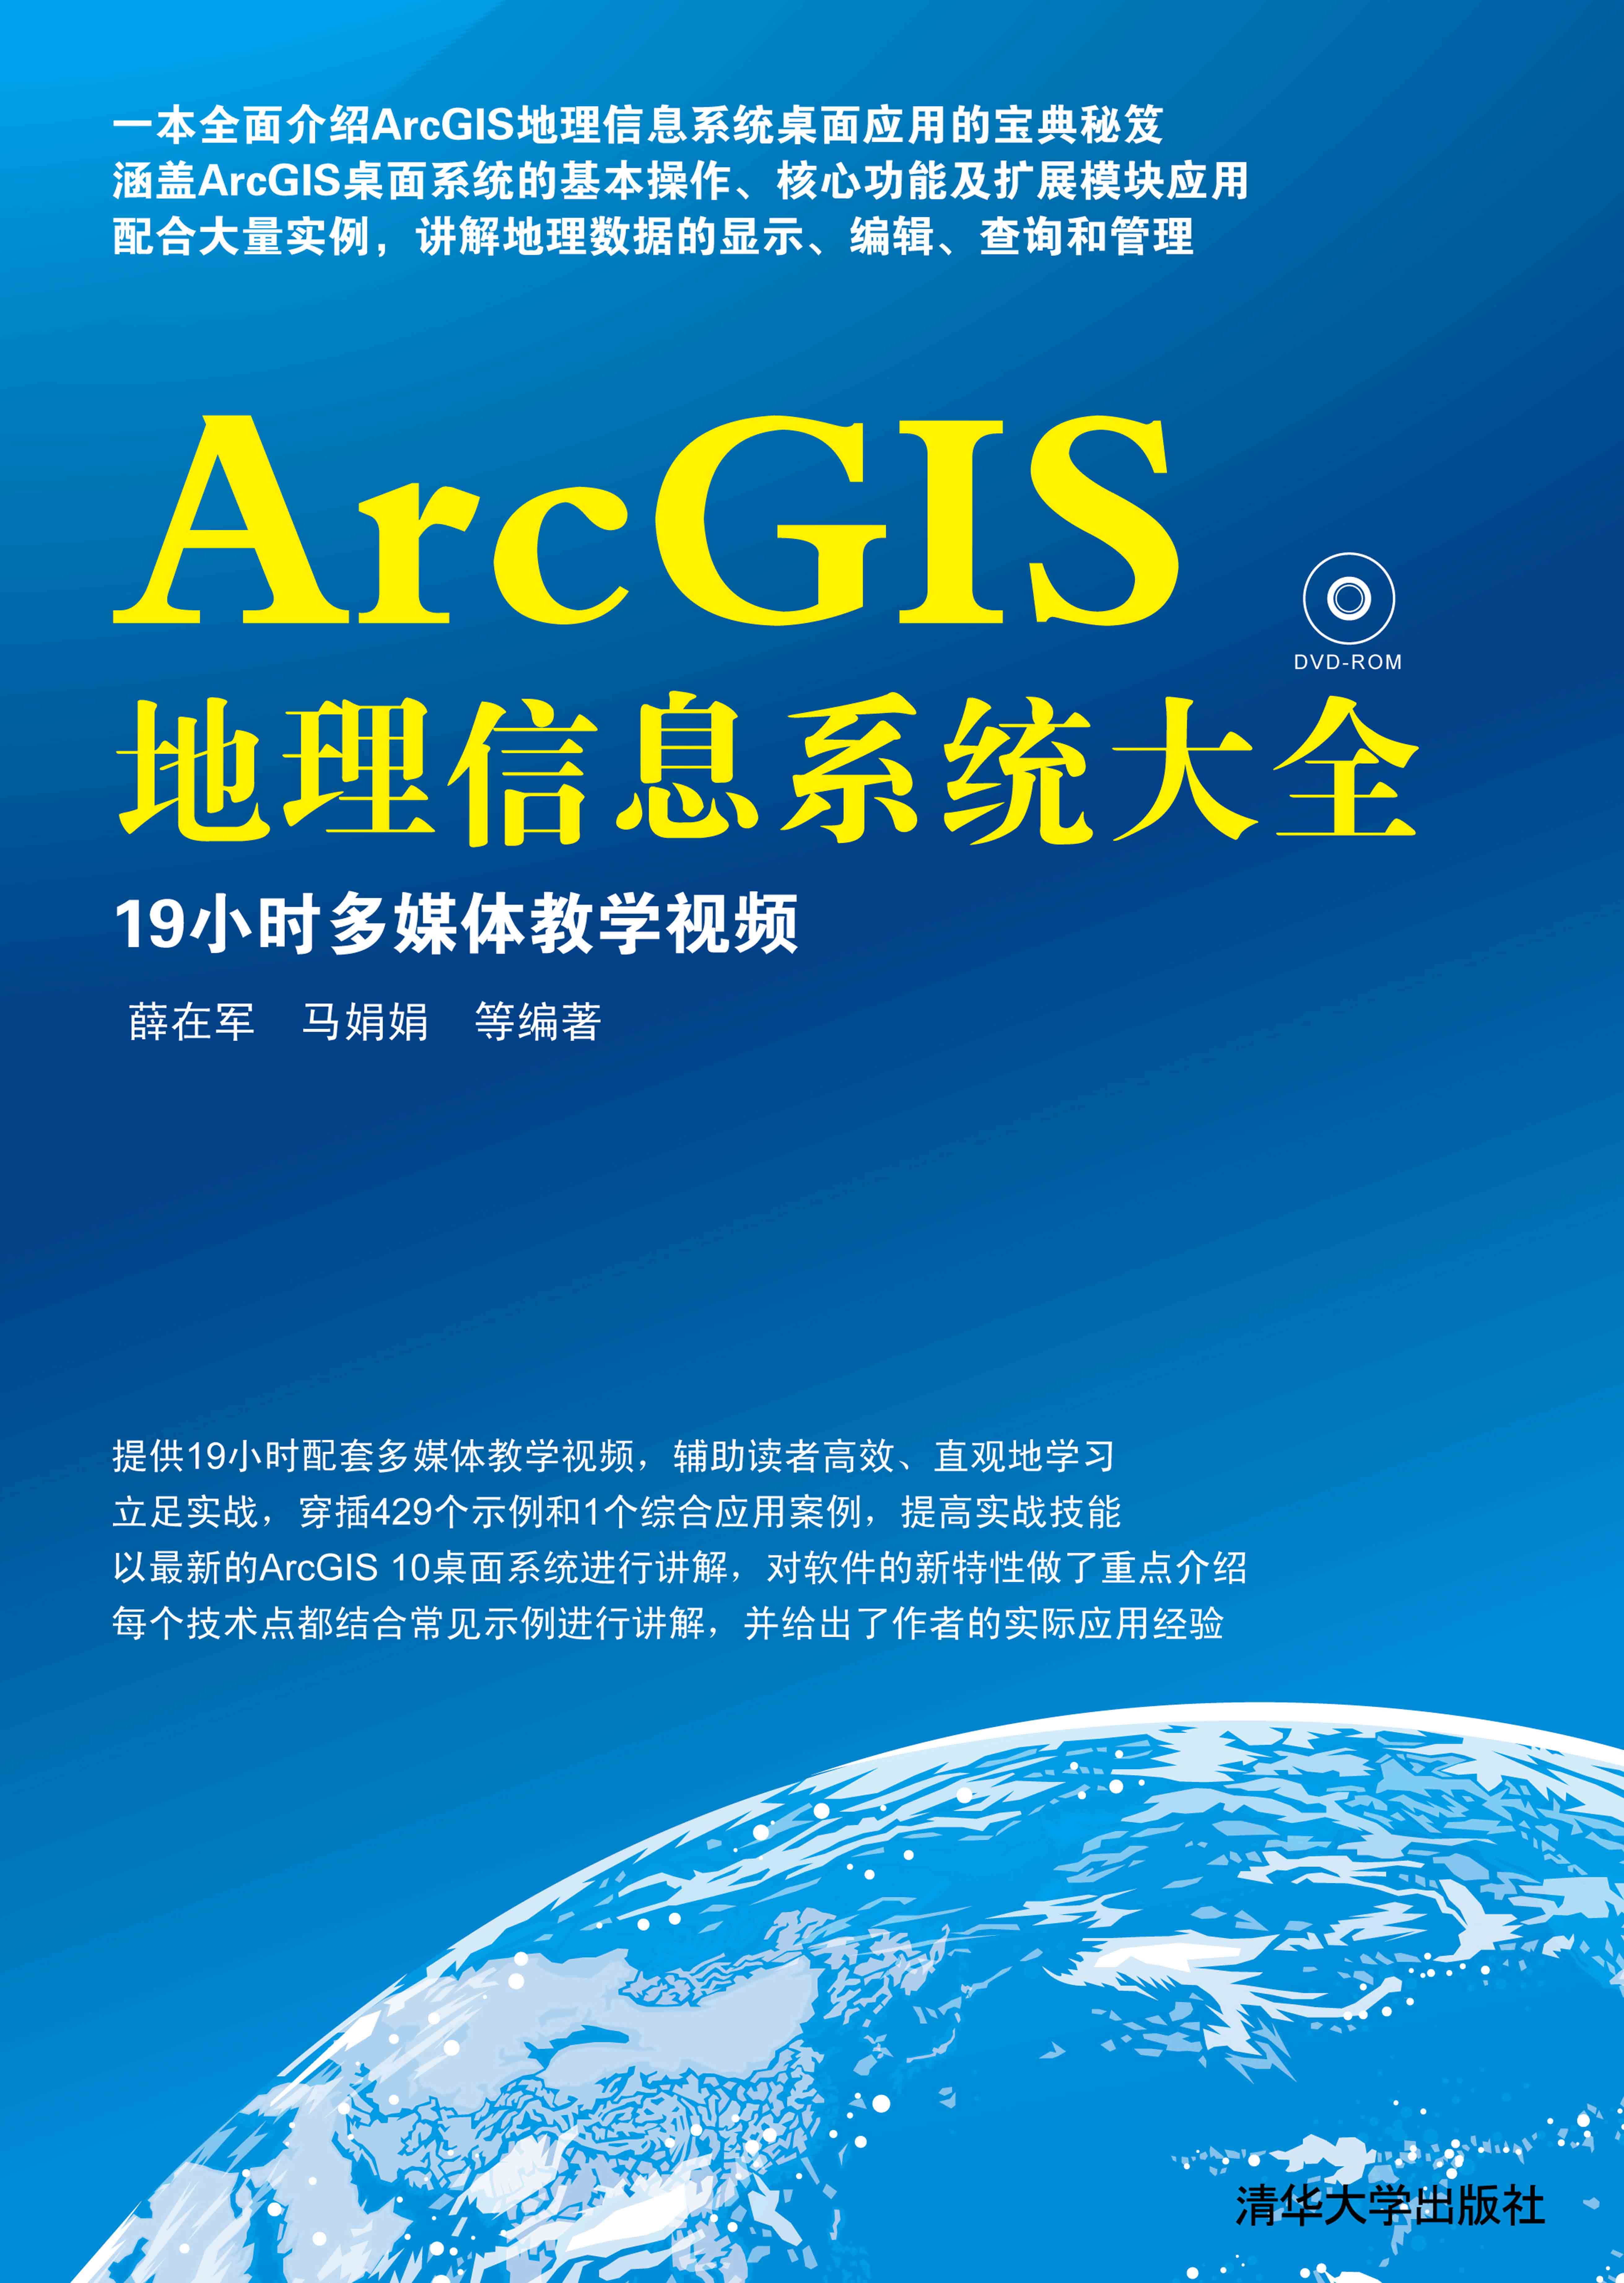 一本全面介绍ArcGIS地理信息系统桌面应用的宝典秘笈
涵盖ArcGIS桌面系统的基本操作、核心功能及扩展模块应用
配合大量实例，讲解地理数据的显示、编辑、查询和管理
ArcGIS
DVD-ROM
地理信息系统大全
19小时多媒体教学视频
薛在军 马娟娟 等编著
提供19小时配套多媒体教学视频，辅助读者高效、直观地学习
立足实战，穿插429个示例和1个综合应用案例，提高实战技能
以最新的ArcGIS 10桌面系统进行讲解，对软件的新特性做了重点介绍
每个技术点都结合常见示例进行讲解，并给出了作者的实际应用经验
清华大学出版社